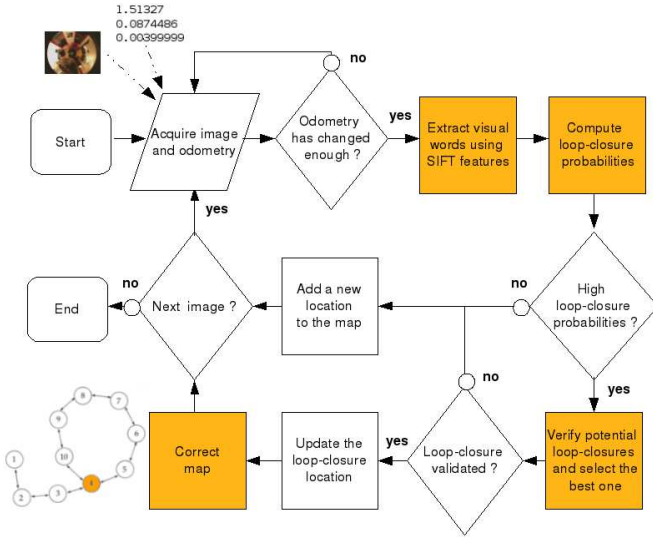 1.51327
0.0874486
0.00399999
no
Start
Acquire image
and odometry
Odometry
has changed
enough ?
yes
Extract visual
words using
SIFT features
Compute
loop-closure
probabilities
yes
no
End
Next image ?
Add a new
location
to the map
no
High
loop-closure
probabilities ?
no
yes
8
7
9
6
10
1
5
4
3
2
Correct
map
Update the
loop-closure
location
yes
Loop-closure
validated ?
Verify potential
loop-closures
and select the
best one